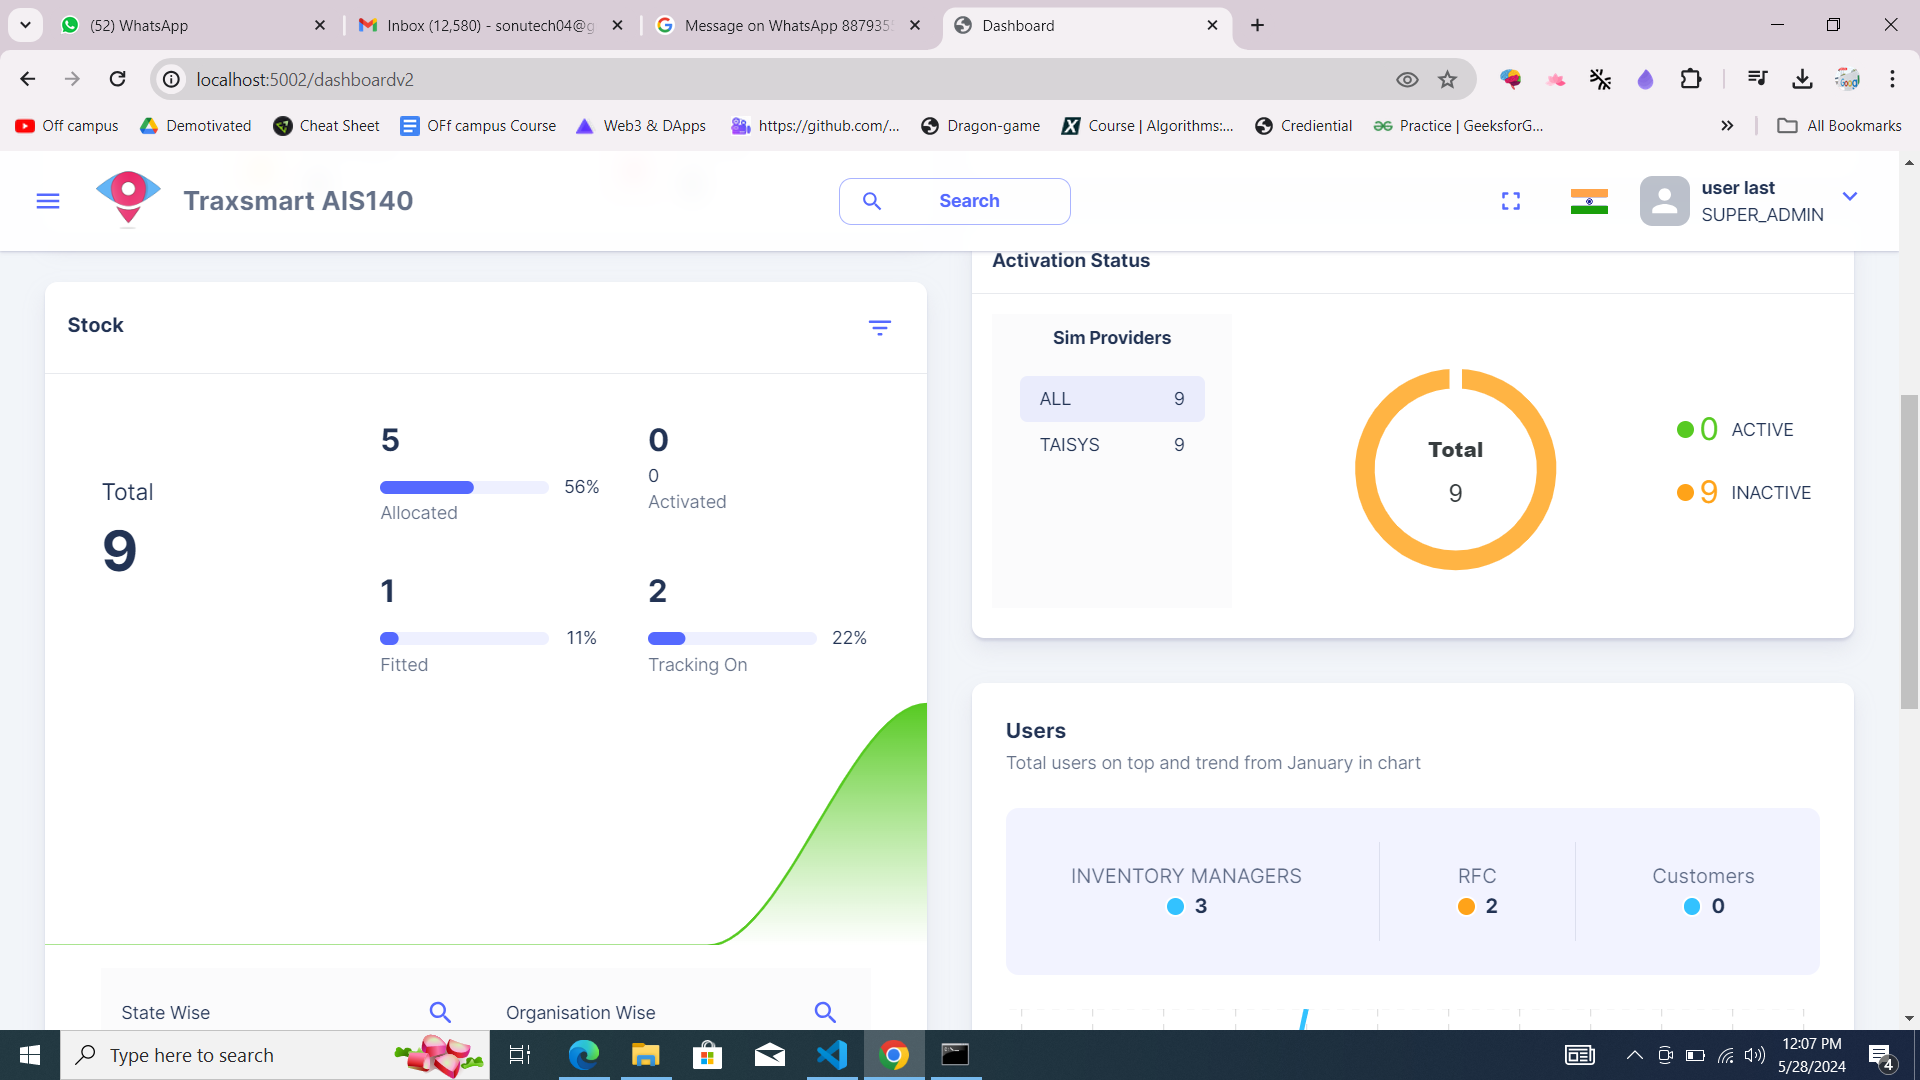 (52) WhatsApp
Inbox (12,580) - sonutech04@g
Message on WhatsApp 887935
Dashboard
localhost:5002/dashboardv2
Off campus
Demotivated
Cheat Sheet
OFf campus Course
Web3 & DApps
https://github.com/...
Dragon-game
Course | Algorithms:...
Crediential
Practice | GeeksforG...
All Bookmarks
Traxsmart AIS140
Search
user last
SUPER_ADMIN
Stock
Total
9
5
56%
Allocated
0
0
Activated
1
11%
Fitted
2
22%
Tracking On
State Wise
Organisation Wise
Activation Status
Sim Providers
ALL 9
TAISYS 9
Total
9
0 ACTIVE
9 INACTIVE
Users
Total users on top and trend from January in chart
INVENTORY MANAGERS
3
RFC
2
Customers
0
Type here to search
12:07 PM
5/28/2024
4